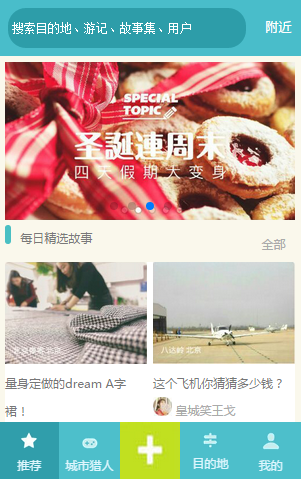 搜索目的地、游记、故事集、用户
附近
SPECIAL
TOPIC
圣誕連周末
四天假期大变身
每日精选故事
全部
八达岭 北京
量身定做的dream A字
裙！
这个飞机你猜猜多少钱？
皇城笑王戈
推荐
城市猎人
目的地
我的